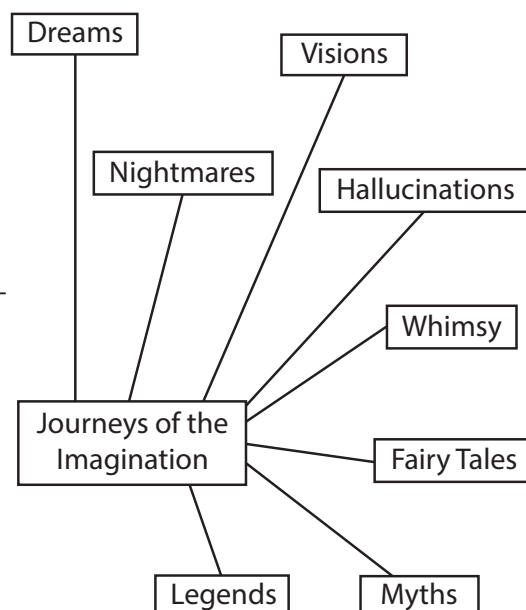 Dreams
Visions
Nightmares
Hallucinations
Whimsy
Journeys of the
Imagination
Fairy Tales
Legends
Myths